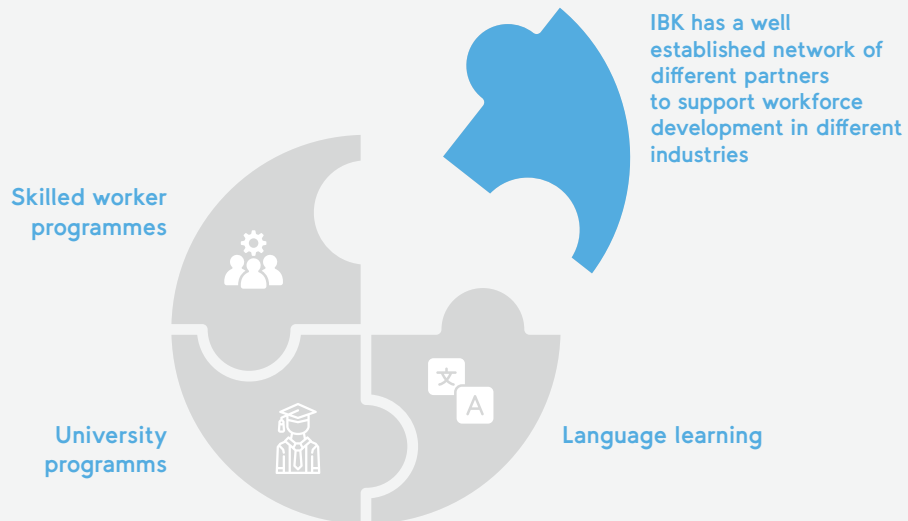 IBK has a well
established network of
different partners
to support workforce
development in different
industries
Skilled worker
programmes
文
A
University
programms
Language learning